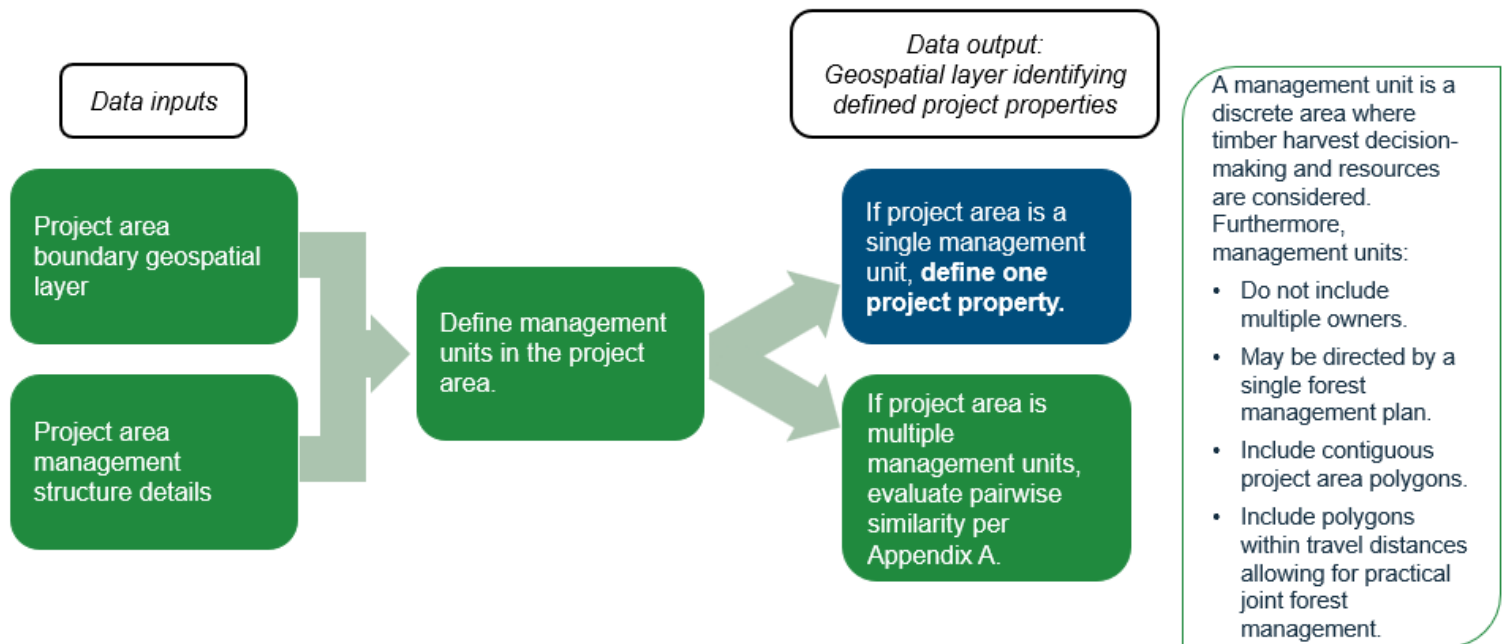 Data inputs
Project area
boundary geospatial
layer
Project area
management
structure details
Define management
units in the project
area.
Data output:
Geospatial layer identifying
defined project properties
If project area is a
single management
unit, define one
project property.
If project area is
multiple
management units,
evaluate pairwise
similarity per
Appendix A.
A management unit is a
discrete area where
timber harvest decision-
making and resources
are considered.
Furthermore,
management units:
• Do not include
multiple owners.
• May be directed by a
single forest
management plan.
• Include contiguous
project area polygons.
• Include polygons
within travel distances
allowing for practical
joint forest
management.